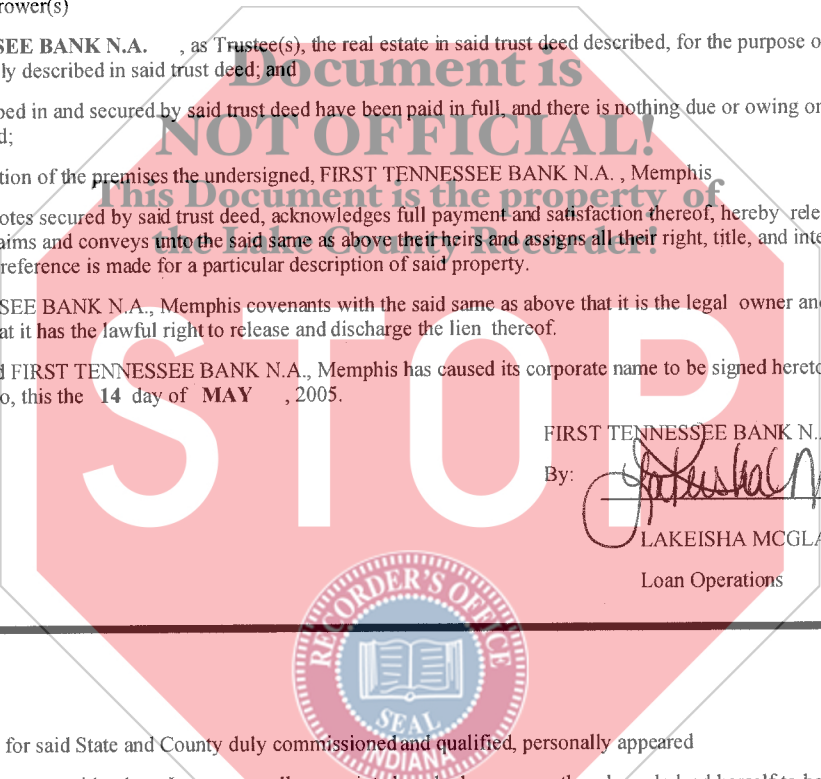 rower(s)
SEE BANK N.A. , as Trustee(s), the real estate in said trust deed described, for the purpose o
ly described in said trust deed; and
Document is
bed in and secured by said trust deed have been paid in full, and there is nothing due or owing or
d;
NOT OFFICIAL!
tion of the premises the undersigned, FIRST TENNESSEE BANK N.A. , Memphis
This Document is the property of
otes secured by said trust deed, acknowledges full payment and satisfaction thereof, hereby rele
aims and conveys unto the said same as above their heirs and assigns all their right, title, and inte
the Lake County Recorder!
reference is made for a particular description of said property.
SEE BANK N.A., Memphis covenants with the said same as above that it is the legal owner an
at it has the lawful right to release and discharge the lien thereof.
d FIRST TENNESSEE BANK N.A., Memphis has caused its corporate name to be signed hereto
o, this the 14 day of MAY , 2005.
STOP
FIRST TENNESSEE BANK N.
By:
LAKEISHA MCGLA
Loan Operations
RECORDER'S OFFICE
SEAL
INDIANA
for said State and County duly commissioned and qualified, personally appeared